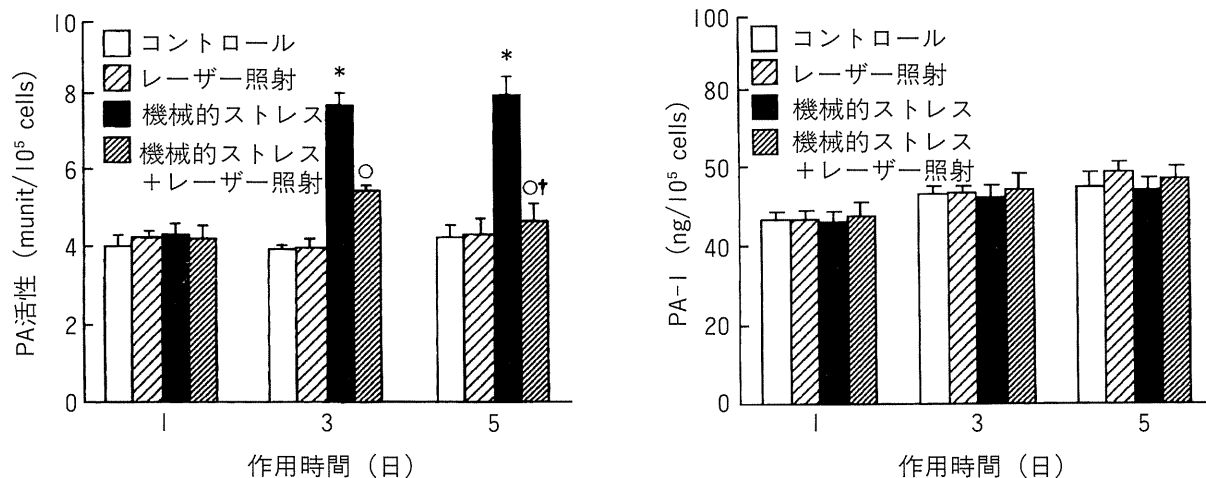 10
8
6
4
2
0
PA活性 (munit/10⁵ cells)
コントロール
レーザー照射
機械的ストレス
機械的ストレス
+レーザー照射
*
○
*
○†
1
3
5
作用時間 (日)
100
80
50
40
20
0
PA-I (ng/10⁵ cells)
コントロール
レーザー照射
機械的ストレス
機械的ストレス
+レーザー照射
1
3
5
作用時間 (日)